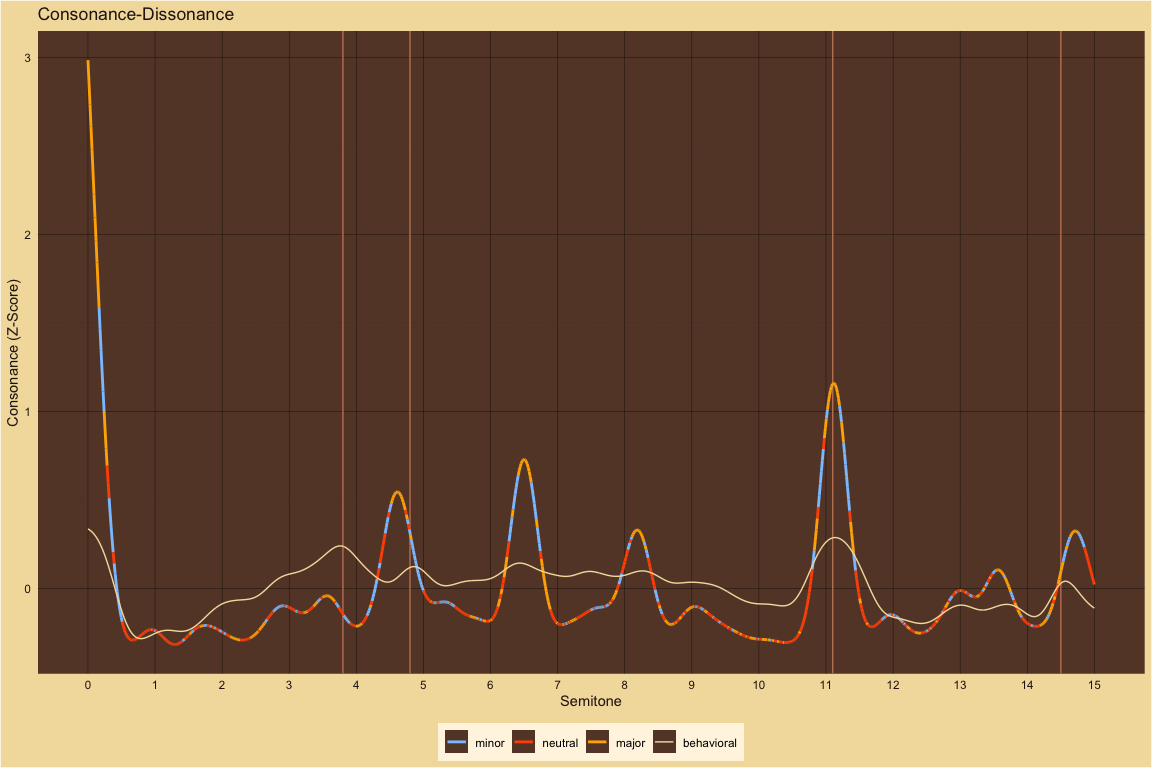 Consonance-Dissonance
Consonance (Z-Score)
3
2
1
0
0 1 2 3 4 5 6 7 8 9 10 11 12 13 14 15
Semitone
minor neutral major behavioral